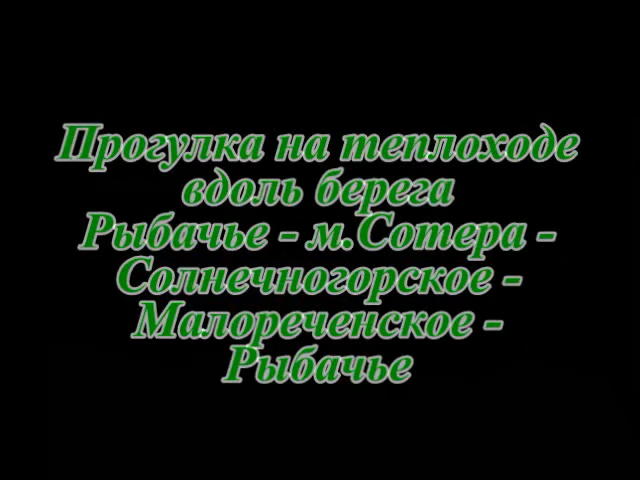 Прогулка на теплоходе
вдоль берега
Рыбачье - м.Сотера -
Солнечногорское -
Малореченское -
Рыбачье